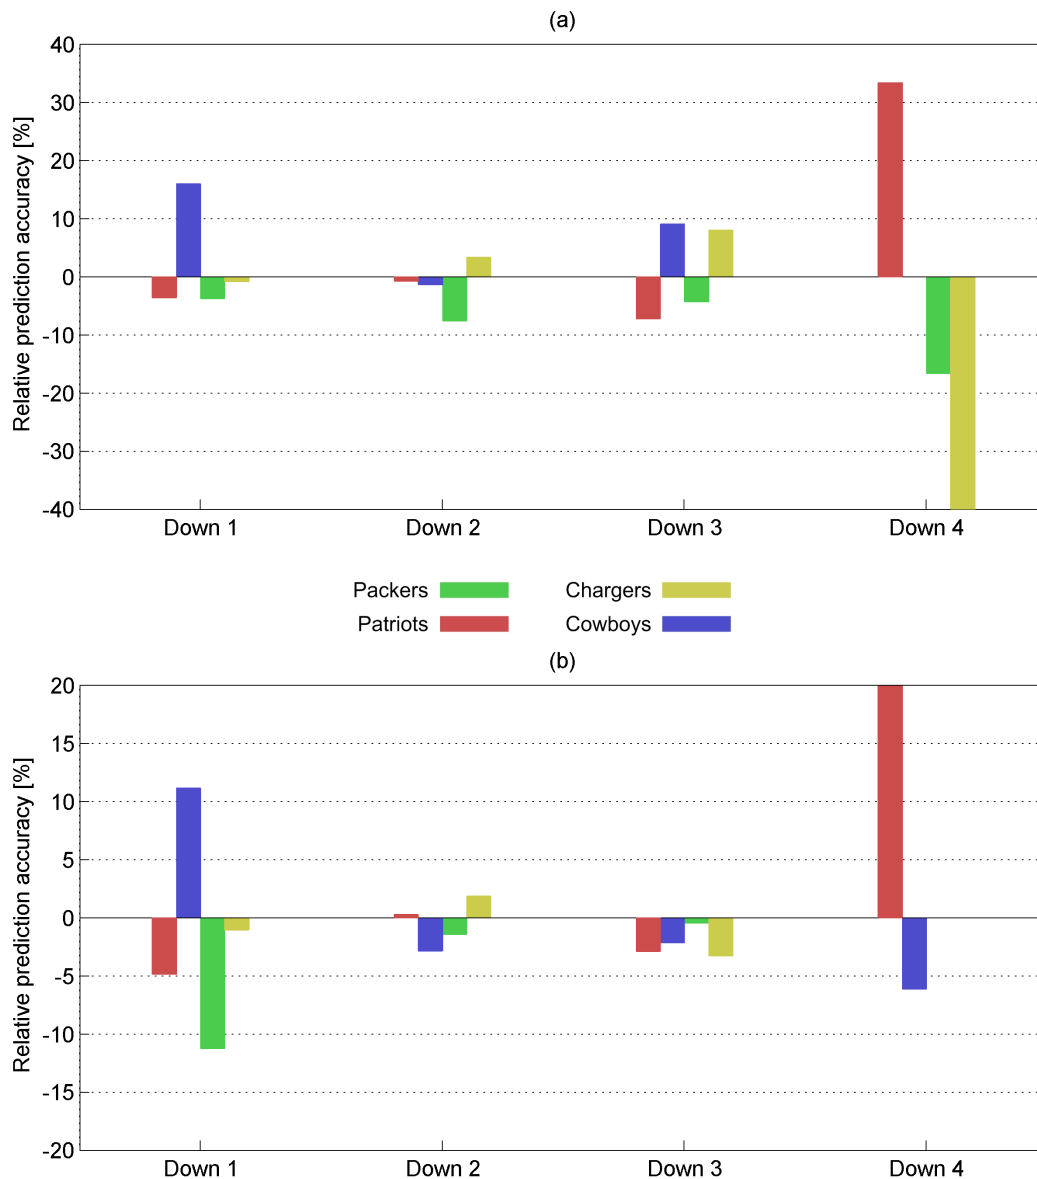 (a)
Relative prediction accuracy [%]
40
30
20
10
0
-10
-20
-30
-40
Down 1 Down 2 Down 3 Down 4
Packers Chargers
Patriots Cowboys
(b)
Relative prediction accuracy [%]
20
15
10
5
0
-5
-10
-15
-20
Down 1 Down 2 Down 3 Down 4